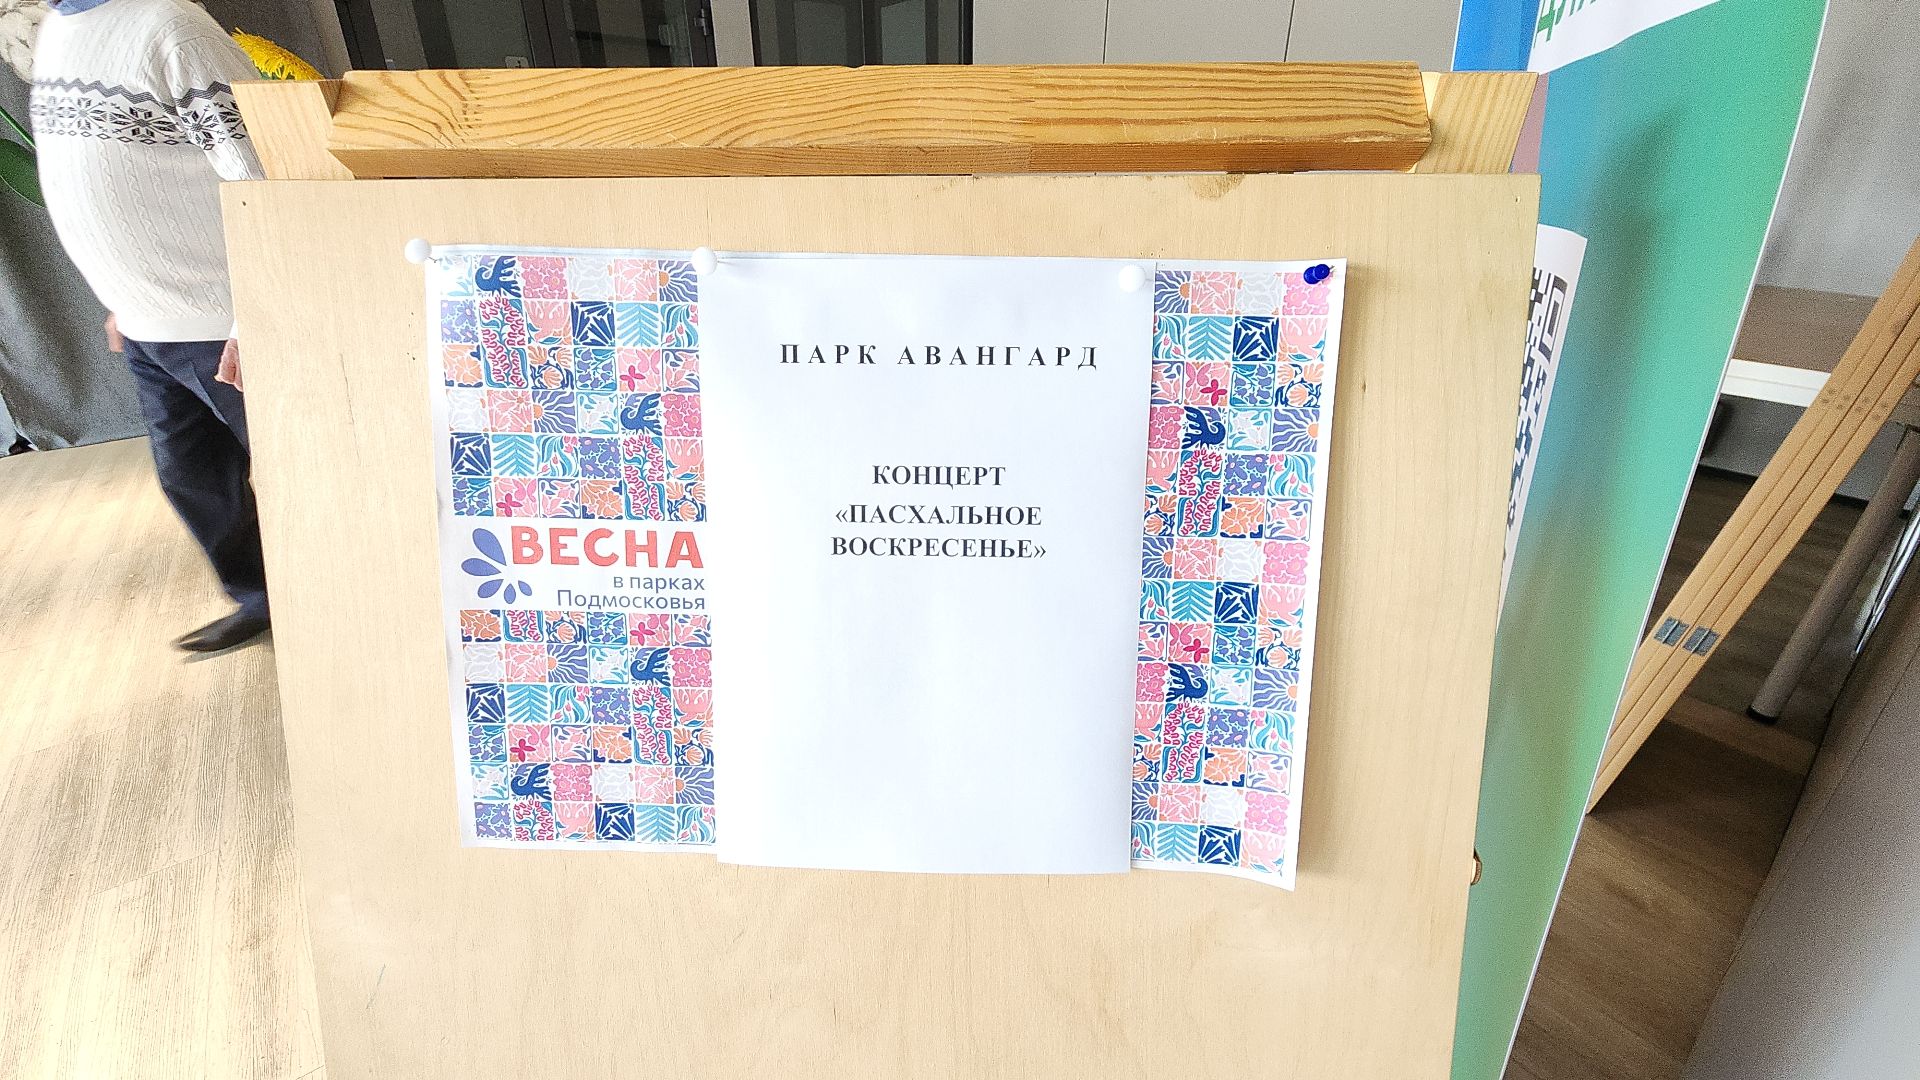 ПАРК АВАНГАРД
КОНЦЕРТ
«ПАСХАЛЬНОЕ
ВОСКРЕСЕНЬЕ»
ВЕСНА
в парках
Подмосковья